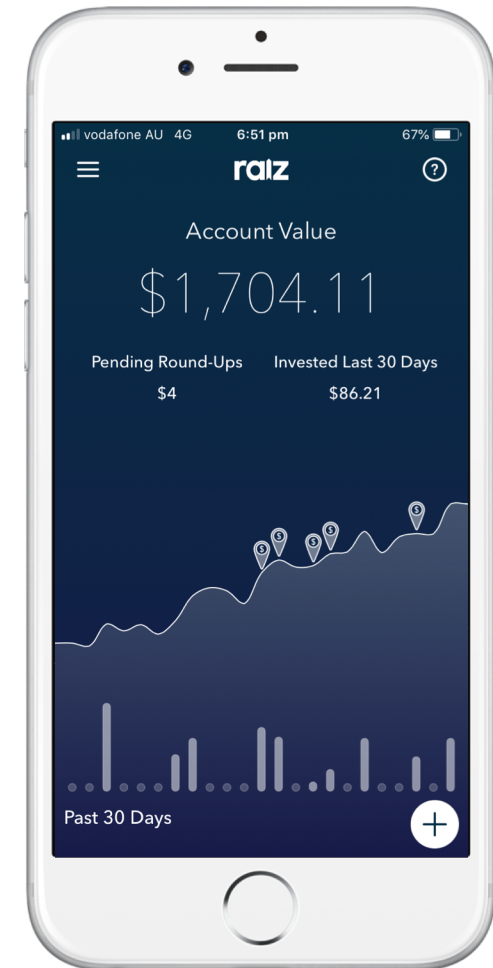 vodafone AU 4G 6:51 pm 67%
raiz
?
Account Value
$1,704.11
Pending Round-Ups Invested Last 30 Days
$4 $86.21
$ $ $ $ $
Past 30 Days
+